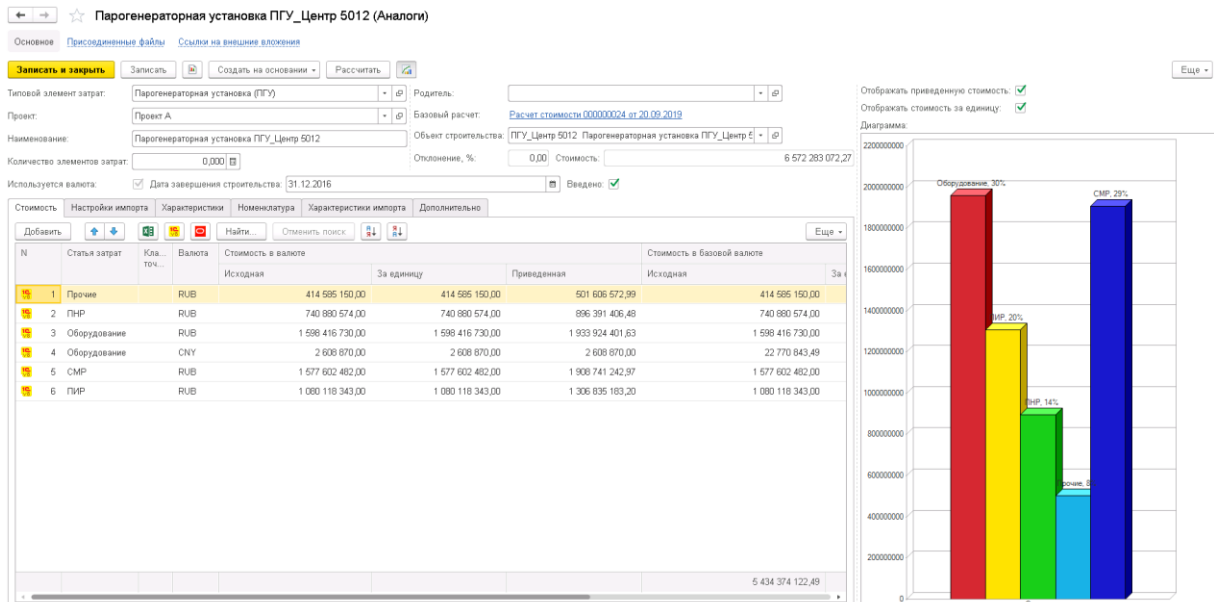 Парогенераторная установка ПГУ_Центр 5012 (Аналоги)
Основное Присоединенные файлы Ссылки на внешние вложения
Записать и закрыть Записать Создать на основании Рассчитать Еще
Типовой элемент затрат: Парогенераторная установка (ПГУ) Родитель: Отображать приведенную стоимость:
Проект: Проект А Базовый расчет: Расчет стоимости 000000024 от 20.09.2019 Отображать стоимость за единицу:
Наименование: Парогенераторная установка ПГУ_Центр 5012 Объект строительства: ПГУ_Центр 5012 Парогенераторная установка ПГУ_Центр 5 Диаграмма:
Количество элементов затрат: 0,000 Отклонение, %: 0,00 Стоимость: 6 572 283 072,27
Используется валюта: Дата завершения строительства: 31.12.2016 Введено:
Стоимость Настройки импорта Характеристики Номенклатура Характеристики импорта Дополнительно
Добавить Найти... Отменить поиск Еще
N Статья затрат Кла... точ... Валюта Стоимость в валюте Стоимость в базовой валюте
Исходная За единицу Приведенная Исходная За
1 Прочие RUB 414 585 150,00 414 585 150,00 501 606 572,99 414 585 150,00
2 ПНР RUB 740 880 574,00 740 880 574,00 896 391 406,48 740 880 574,00
3 Оборудование RUB 1 598 416 730,00 1 598 416 730,00 1 933 924 401,63 1 598 416 730,00
4 Оборудование CNY 2 608 870,00 2 608 870,00 2 608 870,00 22 770 843,49
5 СМР RUB 1 577 602 482,00 1 577 602 482,00 1 908 741 242,97 1 577 602 482,00
6 ПИР RUB 1 080 118 343,00 1 080 118 343,00 1 306 835 183,20 1 080 118 343,00
5 434 374 122,49
2200000000
2000000000
1800000000
1600000000
1400000000
1200000000
1000000000
800000000
600000000
400000000
200000000
0
Оборудование, 30%
СМР, 29%
ПИР, 20%
ПНР, 14%
Прочие, 8